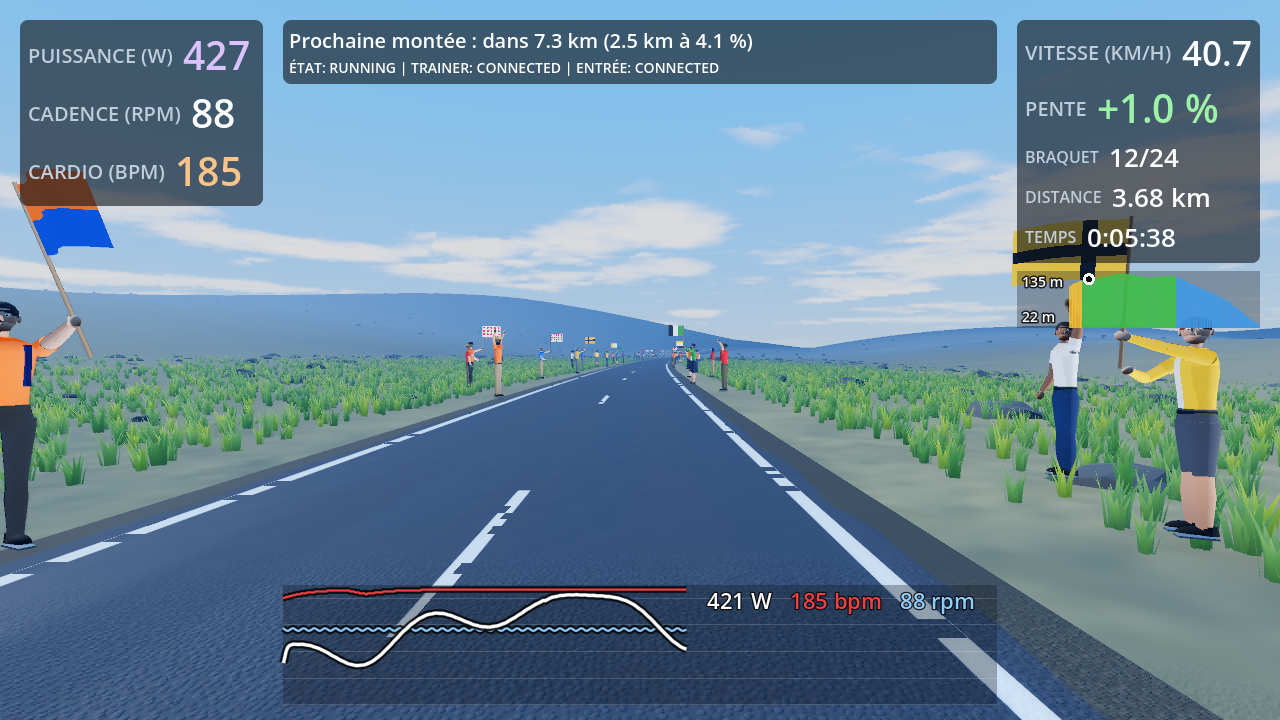 PUISSANCE (W) 427
CADENCE (RPM) 88
CARDIO (BPM) 185
Prochaine montée : dans 7.3 km (2.5 km à 4.1 %)
ÉTAT: RUNNING | TRAINER: CONNECTED | ENTRÉE: CONNECTED
VITESSE (KM/H) 40.7
PENTE +1.0 %
BRAQUET 12/24
DISTANCE 3.68 km
TEMPS 0:05:38
135 m
22 m
421 W 185 bpm 88 rpm